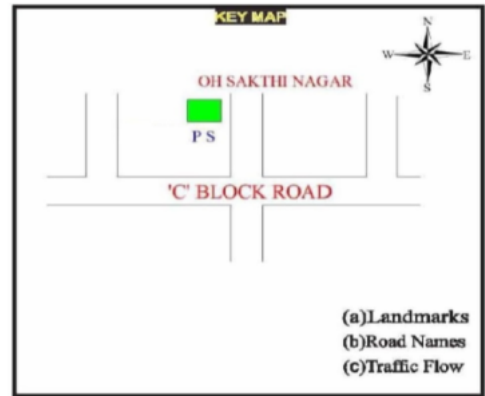 KEY MAP
N
W E
S
OH SAKTHI NAGAR
P S
'C' BLOCK ROAD
(a)Landmarks
(b)Road Names
(c)Traffic Flow